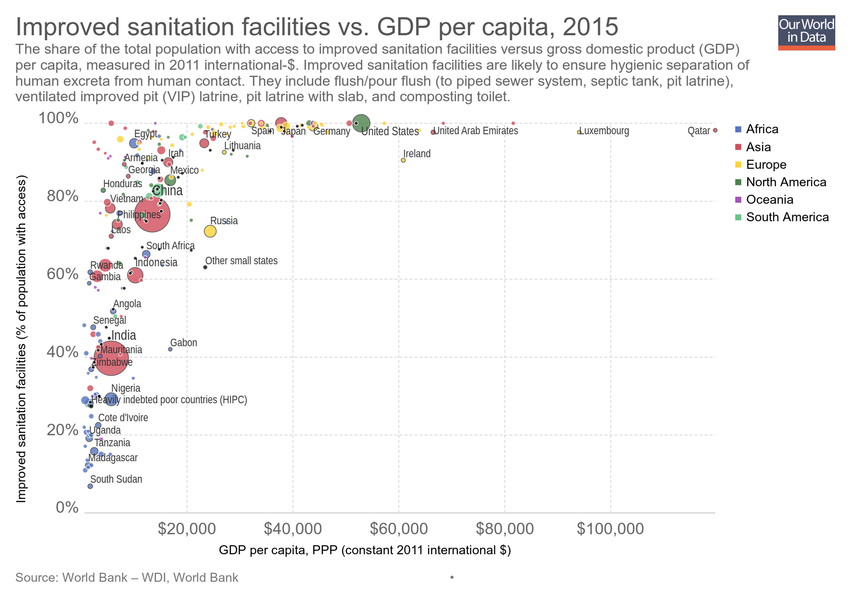 Improved sanitation facilities vs. GDP per capita, 2015
Our World
in Data
The share of the total population with access to improved sanitation facilities versus gross domestic product (GDP)
per capita, measured in 2011 international-$. Improved sanitation facilities are likely to ensure hygienic separation of
human excreta from human contact. They include flush/pour flush (to piped sewer system, septic tank, pit latrine),
ventilated improved pit (VIP) latrine, pit latrine with slab, and composting toilet.
Improved sanitation facilities (% of population with access)
100%
80%
60%
40%
20%
0%
Egypt
Turkey
Spain
Japan
Germany
United States
United Arab Emirates
Luxembourg
Qatar
Lithuania
Armenia
Iran
Ireland
Georgia
Mexico
Honduras
China
Vietnam
Philippines
Russia
Laos
South Africa
Rwanda
Indonesia
Other small states
Gambia
Angola
Senegal
India
Gabon
Mauritania
Zimbabwe
Nigeria
Heavily indebted poor countries (HIPC)
Cote d'Ivoire
Uganda
Tanzania
Madagascar
South Sudan
Africa
Asia
Europe
North America
Oceania
South America
$20,000
$40,000
$60,000
$80,000
$100,000
GDP per capita, PPP (constant 2011 international $)
Source: World Bank – WDI, World Bank